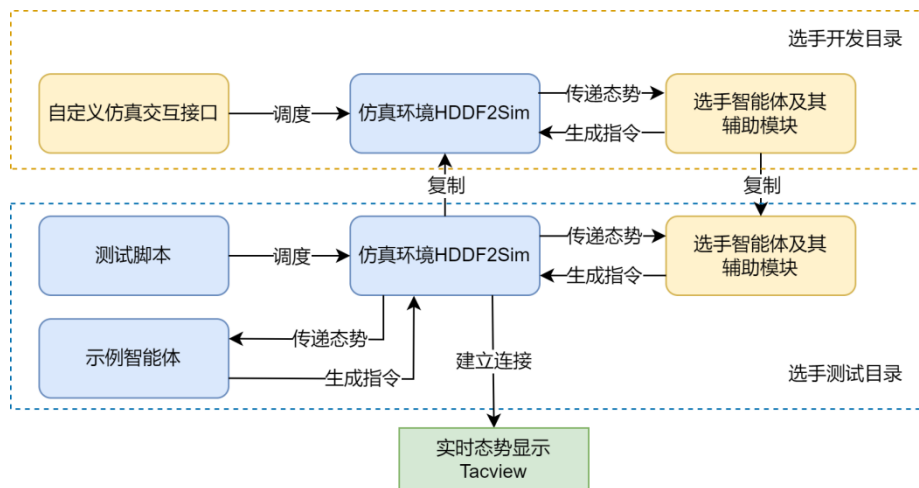 选手开发目录
自定义仿真交互接口
调度
仿真环境HDDF2Sim
传递态势
生成指令
选手智能体及其
辅助模块
复制
复制
测试脚本
调度
仿真环境HDDF2Sim
传递态势
生成指令
选手智能体及其
辅助模块
示例智能体
传递态势
生成指令
建立连接
选手测试目录
实时态势显示
Tacview